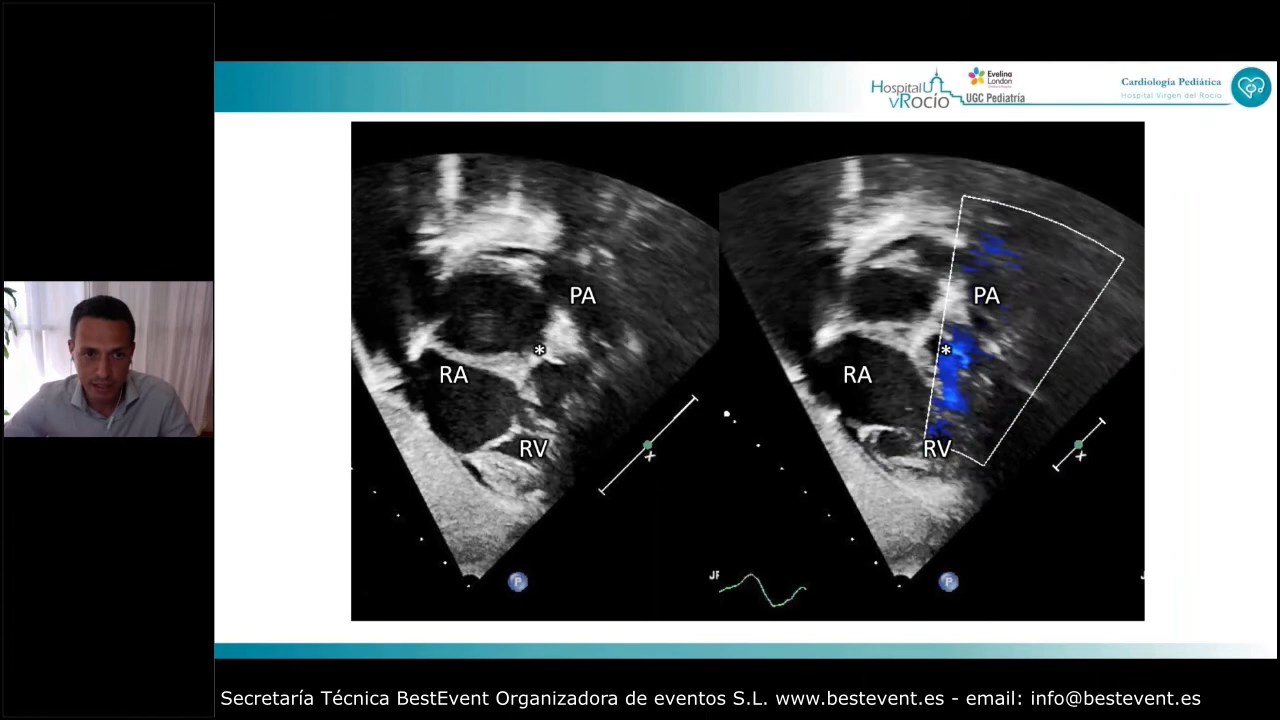 Hospital
vRocío
Evelina
London
UGC Pediatría
Cardiología Pediátrica
Hospital Virgen del Rocío
PA
*
RA
RV
P
PA
*
RA
RV
P
JF
Secretaría Técnica BestEvent Organizadora de eventos S.L. www.bestevent.es - email: info@bestevent.es